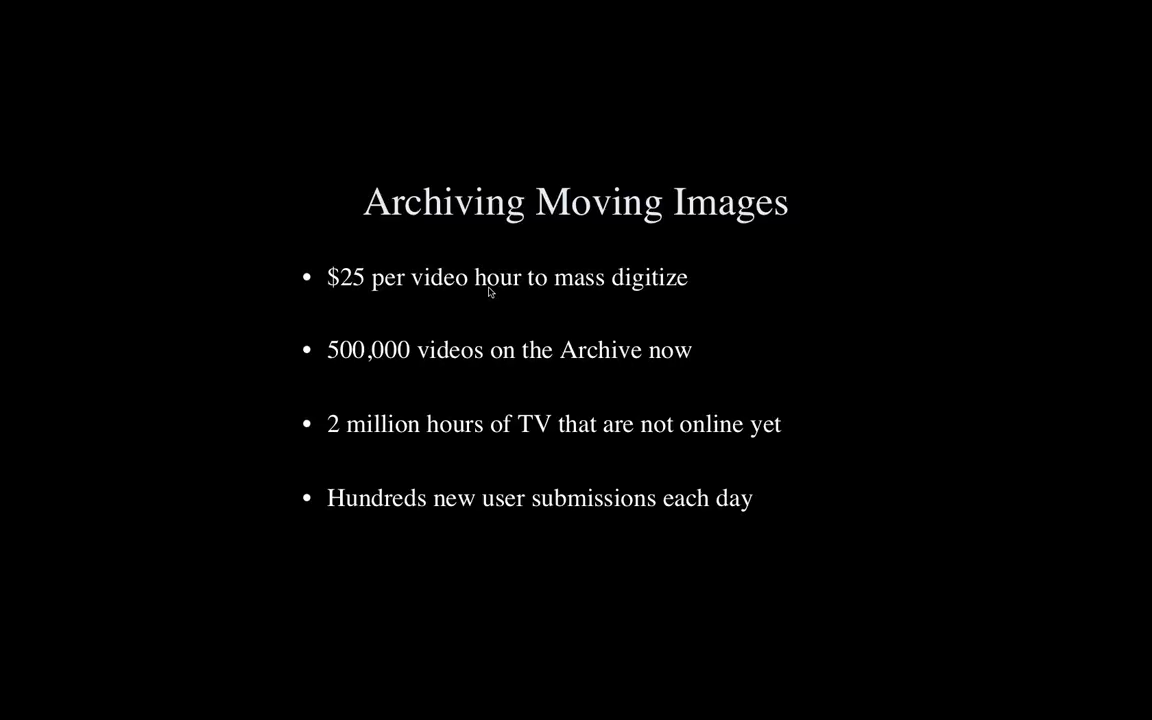 Archiving Moving Images
• $25 per video hour to mass digitize
• 500,000 videos on the Archive now
• 2 million hours of TV that are not online yet
• Hundreds new user submissions each day